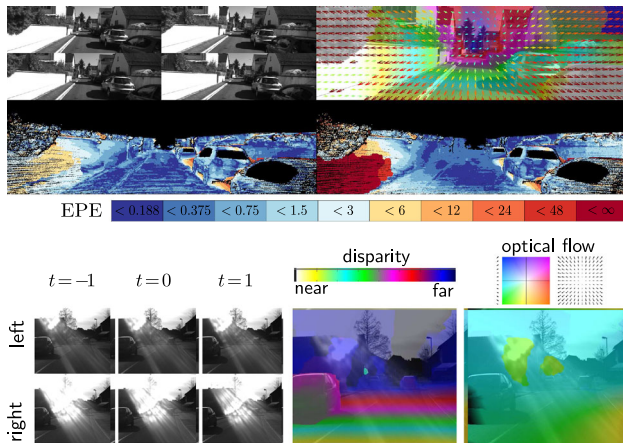 EPE < 0.188 < 0.375 < 0.75 < 1.5 < 3 < 6 < 12 < 24 < 48 < ∞
disparity
near far
optical flow
t=−1 t=0 t=1
left
right